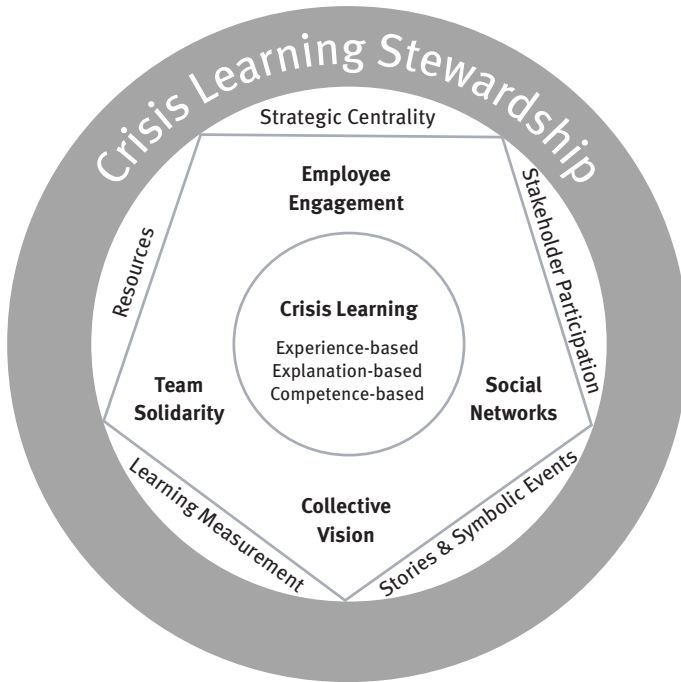 Crisis Learning Stewardship
Strategic Centrality
Employee
Engagement
Stakeholder Participation
Resources
Crisis Learning
Experience-based
Explanation-based
Competence-based
Team
Solidarity
Social
Networks
Learning Measurement
Collective
Vision
Stories & Symbolic Events